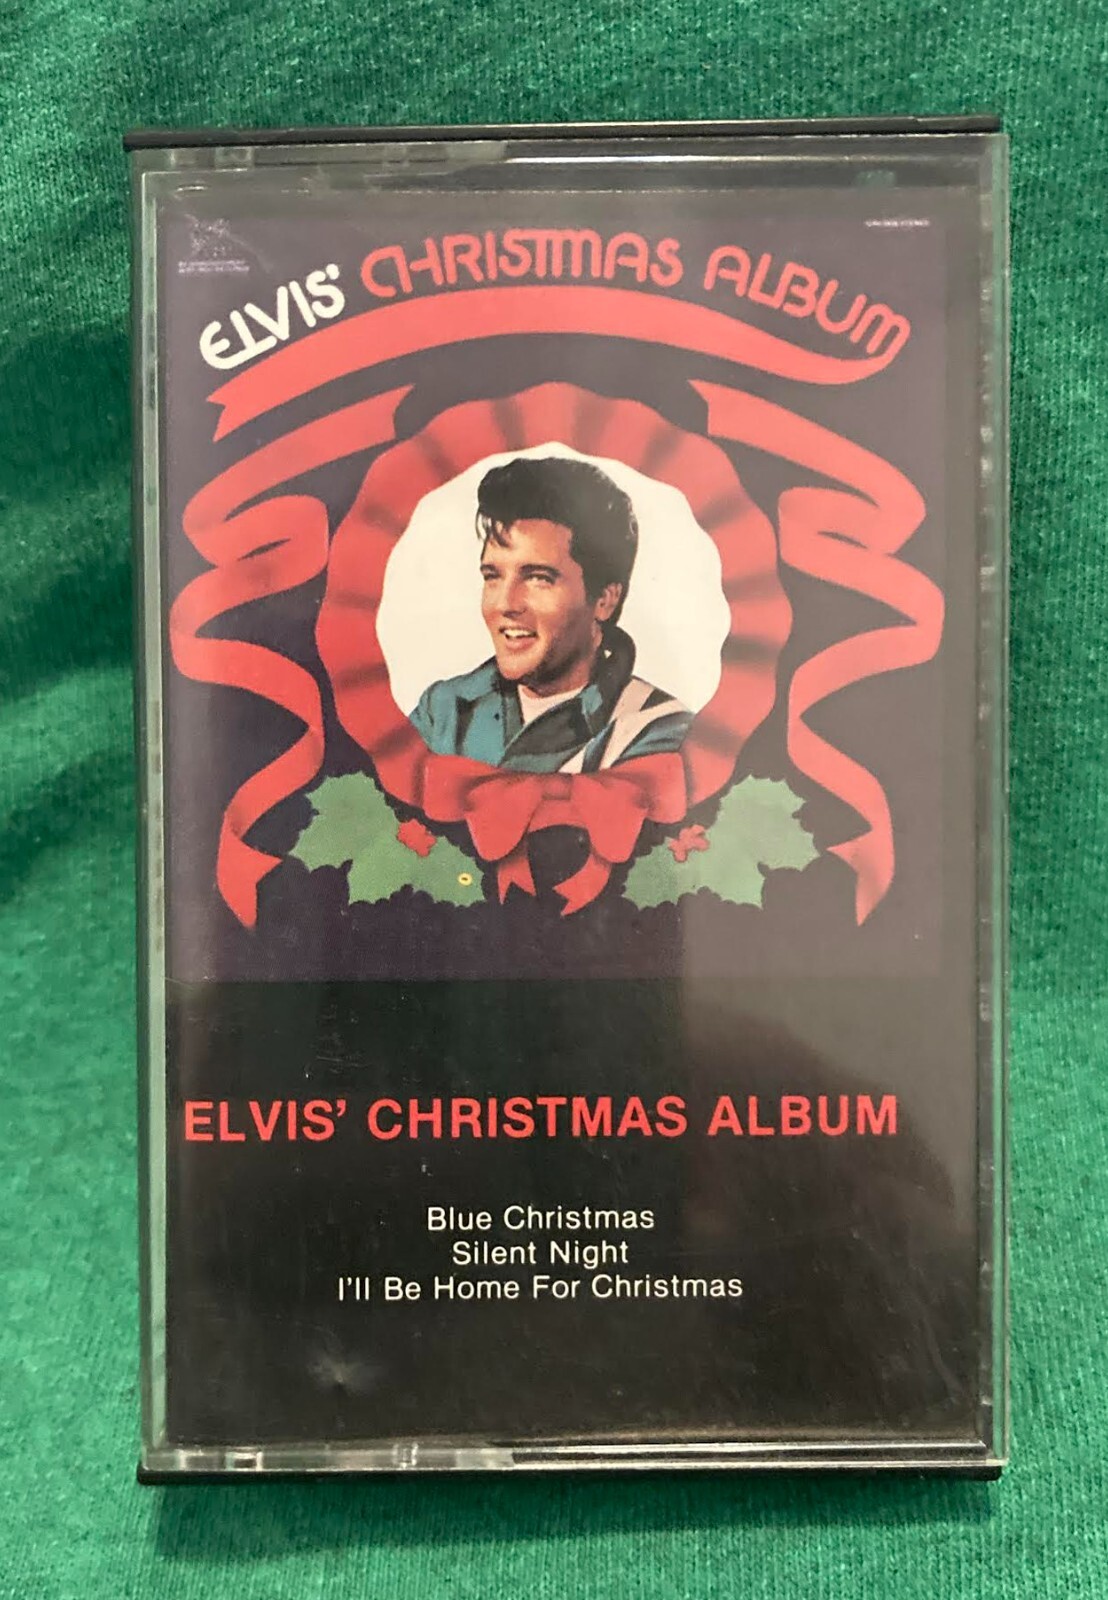 ELVIS' CHRISTMAS ALBUM
ELVIS' CHRISTMAS ALBUM
Blue Christmas
Silent Night
I'll Be Home For Christmas